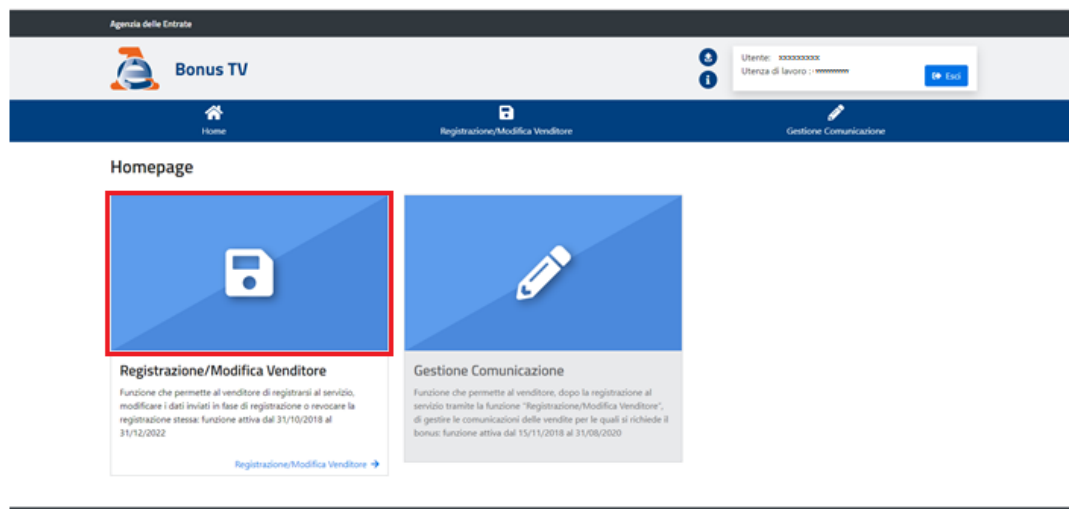 Agenzia delle Entrate
Bonus TV
Utente: xxxxxxxxx
Utenza di lavoro :
Esci
Home
Registrazione/Modifica Venditore
Gestione Comunicazione
Homepage
Registrazione/Modifica Venditore
Funzione che permette al venditore di registrarsi al servizio,
modificare i dati inviati in fase di registrazione o revocare la
registrazione stessa: funzione attiva dal 31/10/2018 al
31/12/2022
Registrazione/Modifica Venditore
Gestione Comunicazione
Funzione che permette al venditore, dopo la registrazione al
servizio tramite la funzione "Registrazione/Modifica Venditore",
di gestire le comunicazioni delle vendite per le quali si richiede il
bonus: funzione attiva dal 15/11/2018 al 31/08/2020